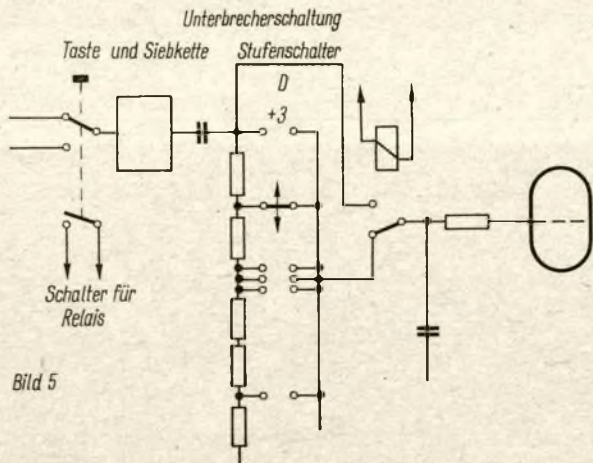 Unterbrecherschaltung
Taste und Siebkette
Stufenschalter
D
+3
Schalter für
Relais
Bild 5